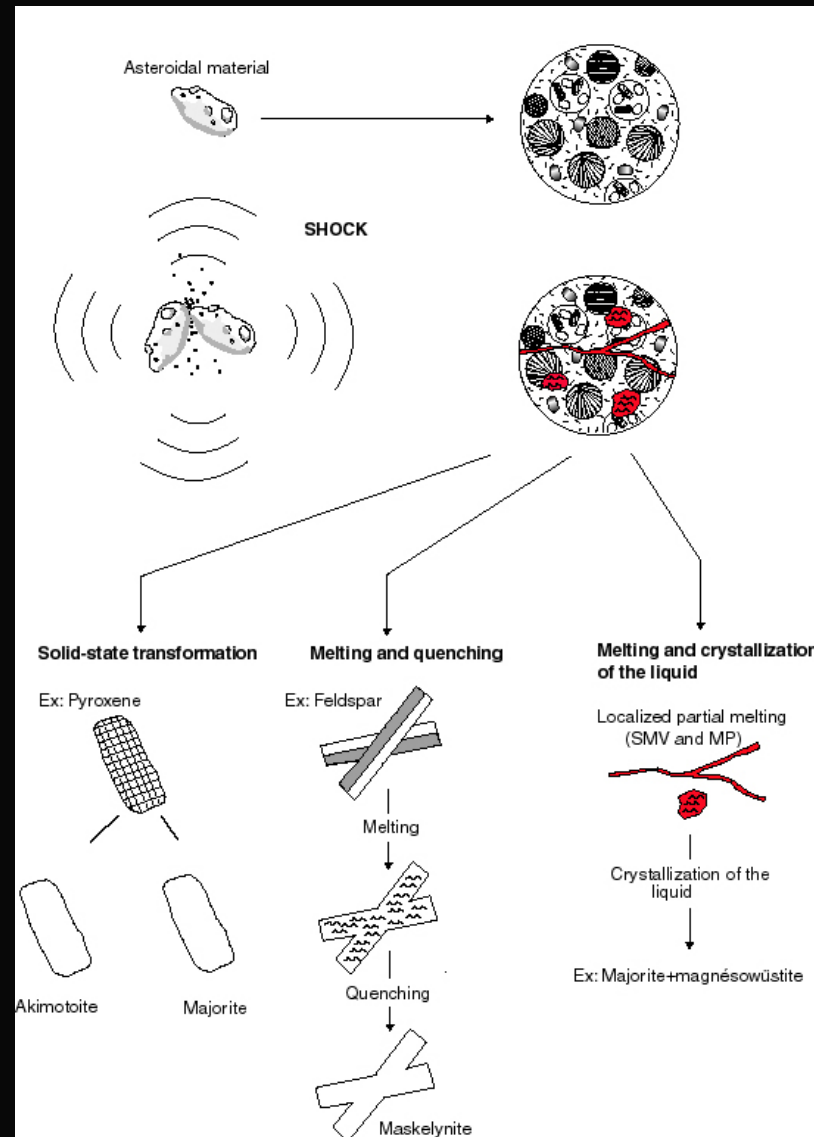 Asteroidal material
SHOCK
Solid-state transformation
Ex: Pyroxene
Akimotoite
Majorite
Melting and quenching
Ex: Feldspar
Melting
Quenching
Maskelynite
Melting and crystallization
of the liquid
Localized partial melting
(SMV and MP)
Crystallization of the
liquid
Ex: Majorite+magnésowüstite